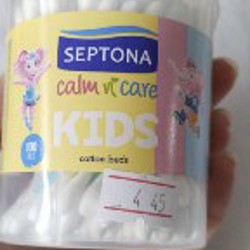 SEPTONA
calm n' care
KIDS
cotton buds
4.45